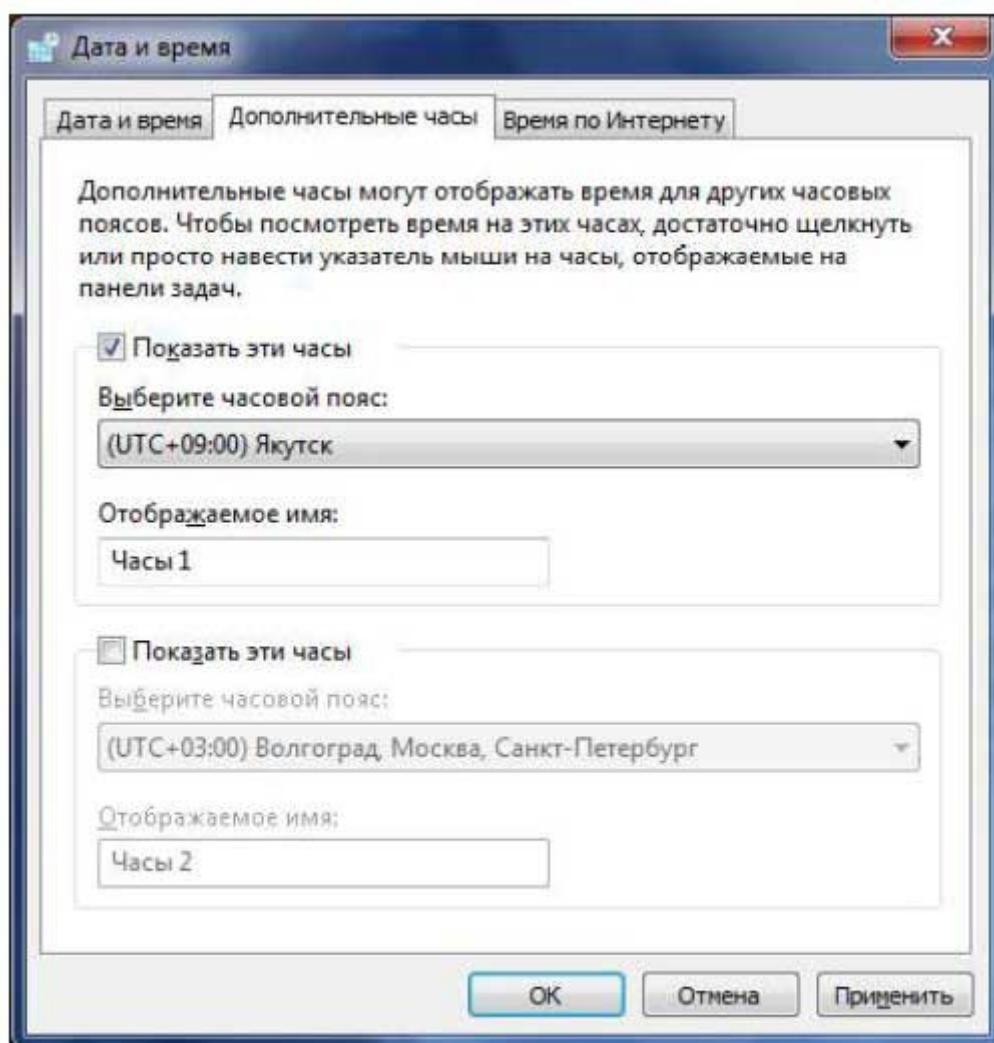 Дата и время
Дата и время Дополнительные часы Время по Интернету
Дополнительные часы могут отображать время для других часовых
поясов. Чтобы посмотреть время на этих часах, достаточно щелкнуть
или просто навести указатель мыши на часы, отображаемые на
панели задач.
Показать эти часы
Выберите часовой пояс:
(UTC+09:00) Якутск
Отображаемое имя:
Часы 1
Показать эти часы
Выберите часовой пояс:
(UTC+03:00) Волгоград, Москва, Санкт-Петербург
Отображаемое имя:
Часы 2
ОК Отмена Применить